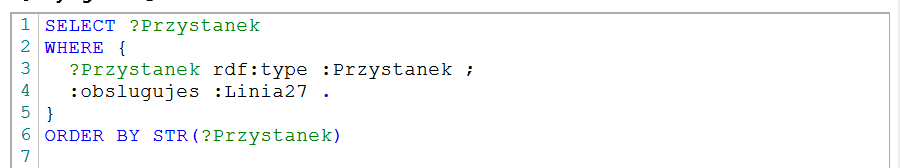 1 SELECT ?Przystanek
2 WHERE {
3 ?Przystanek rdf:type :Przystanek ;
4 :obslugujes :Linia27 .
5 }
6 ORDER BY STR(?Przystanek)
7